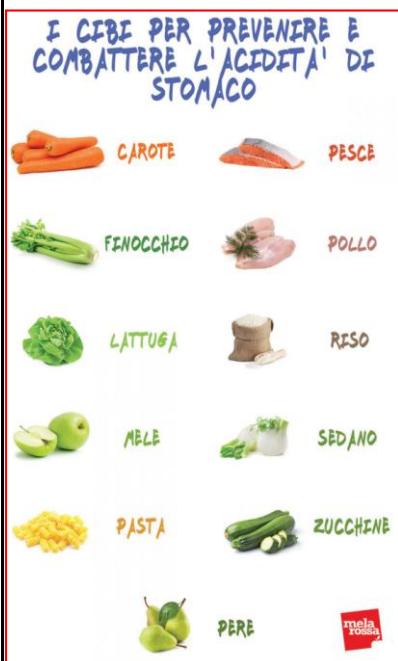 I CIBI PER PREVENIRE E
COMBATTERE L'ACIDITA' DI
STOMACO
CAROTE
PESCE
FINOCCHIO
POLLO
LATTUGA
RISO
MELE
SEDANO
PASTA
ZUCCHINE
PERE
mela
rossa